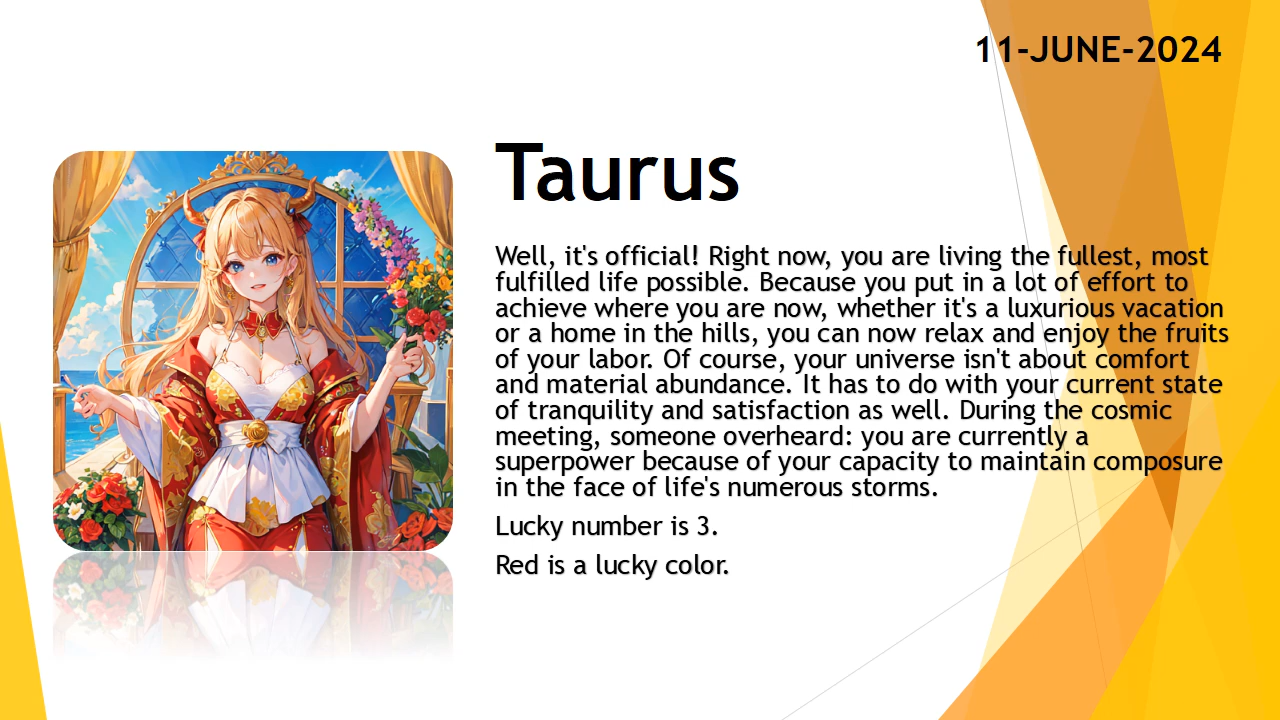 11-JUNE-2024
Taurus
Well, it's official! Right now, you are living the fullest, most
fulfilled life possible. Because you put in a lot of effort to
achieve where you are now, whether it's a luxurious vacation
or a home in the hills, you can now relax and enjoy the fruits
of your labor. Of course, your universe isn't about comfort
and material abundance. It has to do with your current state
of tranquility and satisfaction as well. During the cosmic
meeting, someone overheard: you are currently a
superpower because of your capacity to maintain composure
in the face of life's numerous storms.
Lucky number is 3.
Red is a lucky color.